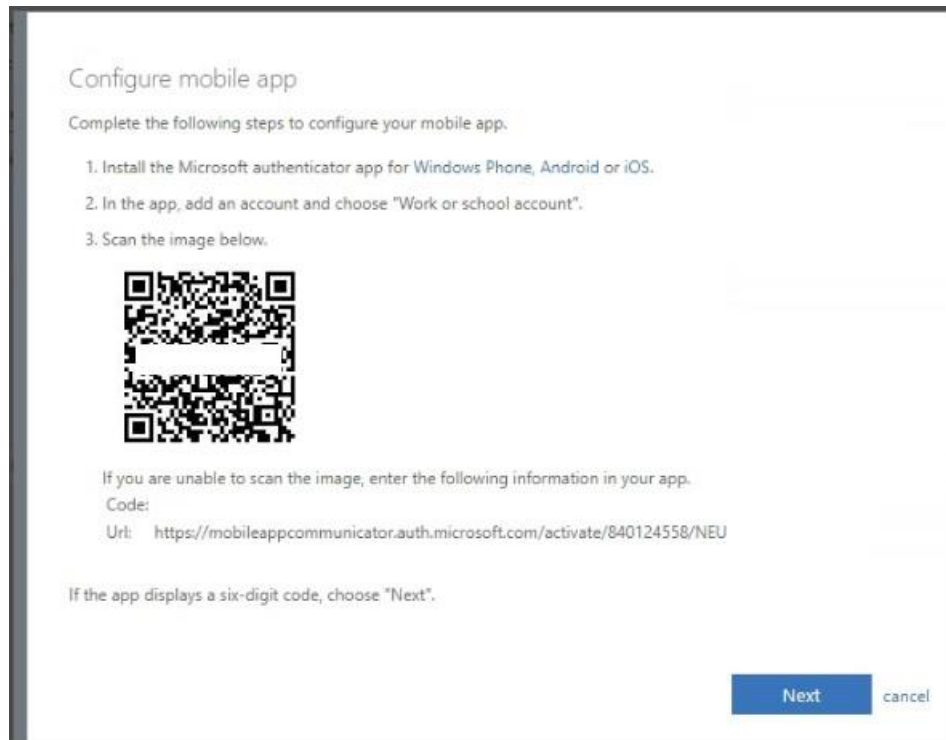 Configure mobile app
Complete the following steps to configure your mobile app.
1. Install the Microsoft authenticator app for Windows Phone, Android or iOS.
2. In the app, add an account and choose "Work or school account".
3. Scan the image below.
If you are unable to scan the image, enter the following information in your app.
Code:
Url: https://mobileappcommunicator.auth.microsoft.com/activate/840124558/NEU
If the app displays a six-digit code, choose "Next".
Next cancel